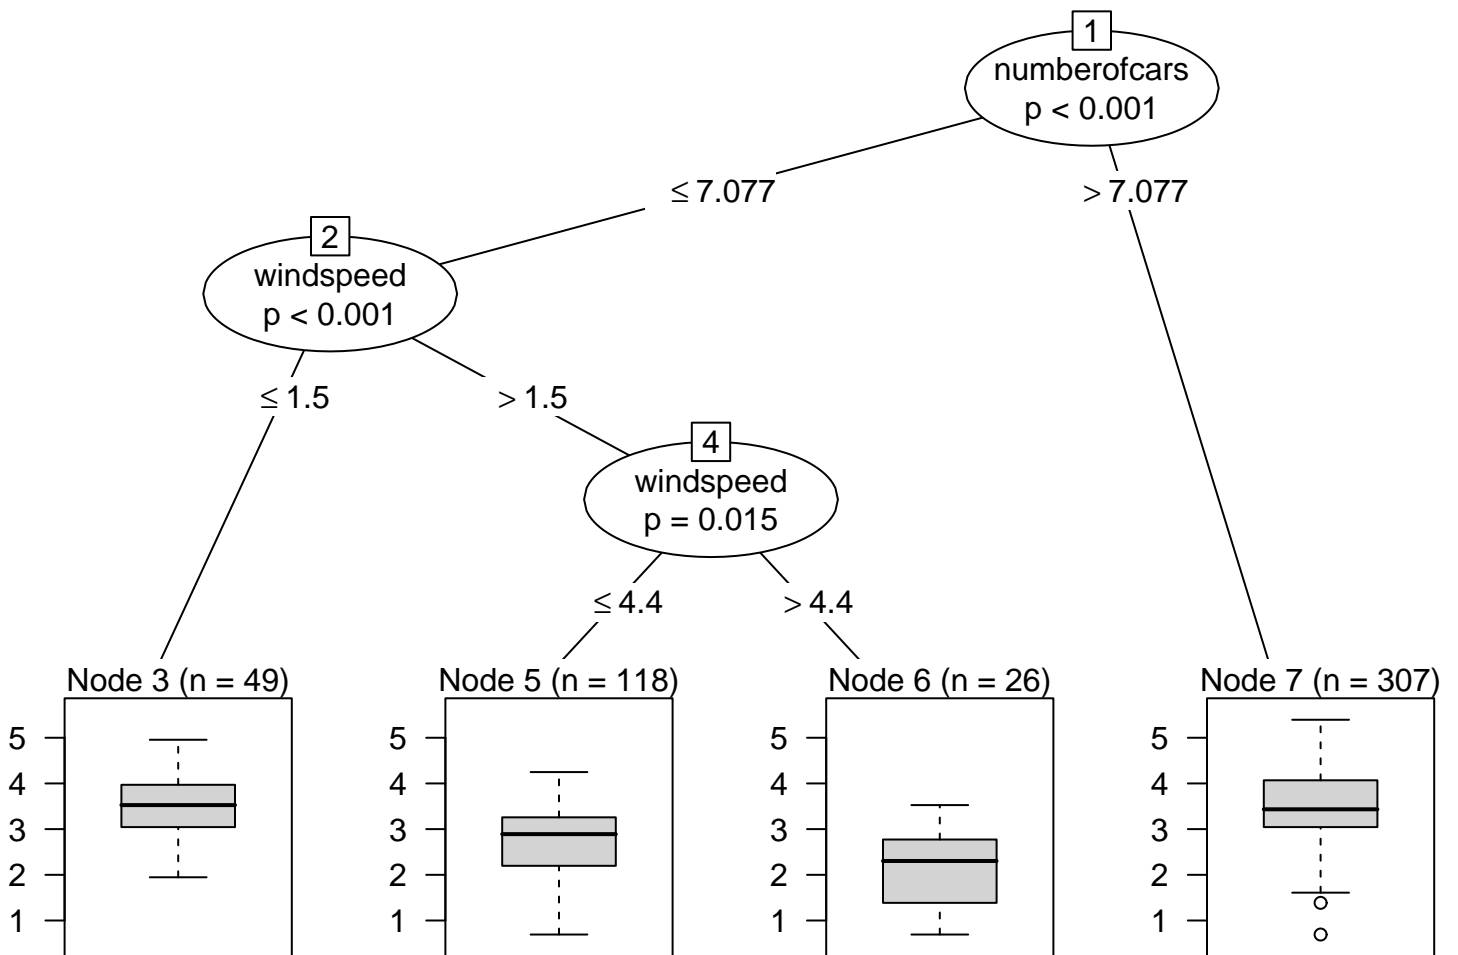 1
numberofcars
p < 0.001
≤ 7.077
> 7.077
2
windspeed
p < 0.001
≤ 1.5
> 1.5
4
windspeed
p = 0.015
≤ 4.4
> 4.4
Node 3 (n = 49)
5
4
3
2
1
Node 5 (n = 118)
5
4
3
2
1
Node 6 (n = 26)
5
4
3
2
1
Node 7 (n = 307)
5
4
3
2
1